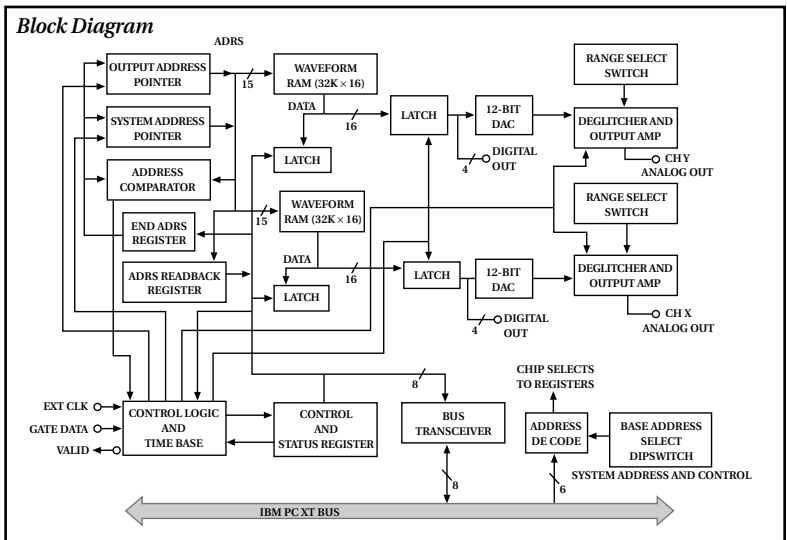 Block Diagram
ADRS
OUTPUT ADDRESS
POINTER
15
WAVEFORM
RAM (32K × 16)
RANGE SELECT
SWITCH
SYSTEM ADDRESS
POINTER
DATA
16
LATCH
12-BIT
DAC
DEGLITCHER AND
OUTPUT AMP
LATCH
4
DIGITAL
OUT
CH Y
ANALOG OUT
ADDRESS
COMPARATOR
WAVEFORM
RAM (32K × 16)
RANGE SELECT
SWITCH
15
END ADRS
REGISTER
DATA
16
LATCH
12-BIT
DAC
DEGLITCHER AND
OUTPUT AMP
ADRS READBACK
REGISTER
LATCH
4
DIGITAL
OUT
CH X
ANALOG OUT
8
CHIP SELECTS
TO REGISTERS
EXT CLK
GATE DATA
VALID
CONTROL LOGIC
AND
TIME BASE
CONTROL
AND
STATUS REGISTER
BUS
TRANSCEIVER
ADDRESS
DE CODE
BASE ADDRESS
SELECT
DIPSWITCH
SYSTEM ADDRESS AND CONTROL
8
6
IBM PC XT BUS